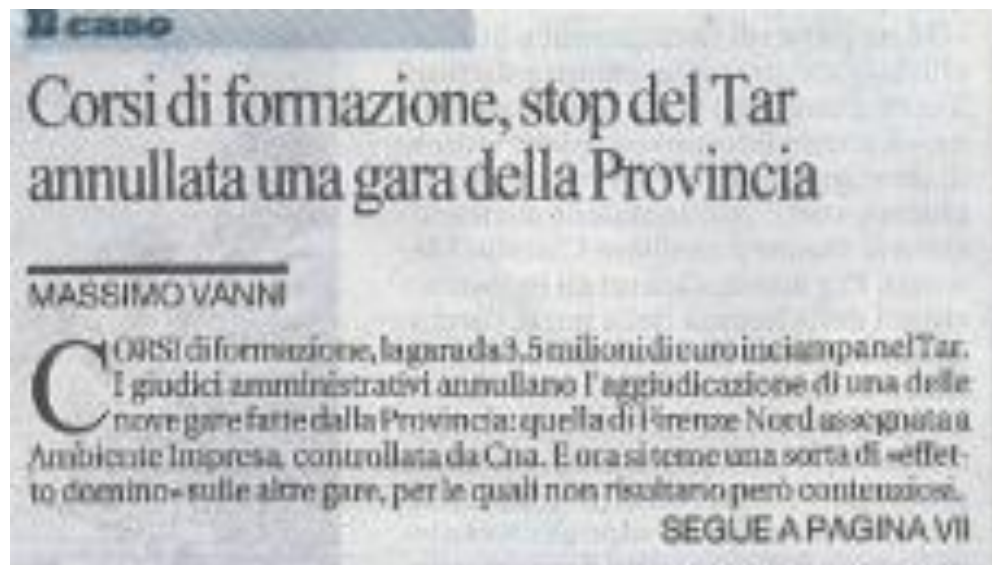 Il caso
Corsi di formazione, stop del Tar
annullata una gara della Provincia
MASSIMO VANNI
CORSI di formazione, la gara da 3,5 milioni di euro inciampa nel Tar.
I giudici amministrativi annullano l'aggiudicazione di una delle
nove gare fatte dalla Provincia: quella di Firenze Nord assegnata a
Ambiente Impresa, controllata da Cna. E ora si teme una sorta di «effet-
to domino» sulle altre gare, per le quali non risultano però contenziosi.
SEGUE A PAGINA VII